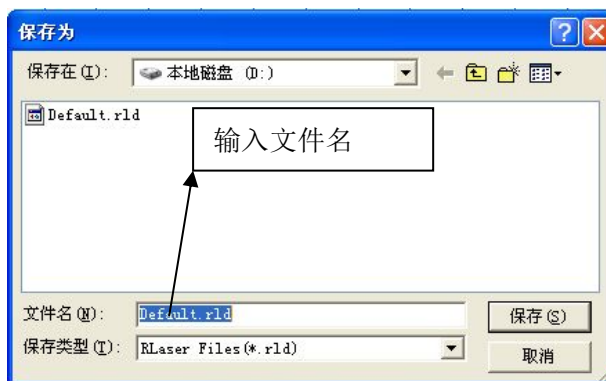 保存为
保存在(I): 本地磁盘 (D:)
Default.rld
输入文件名
文件名(N): Default.rld 保存(S)
保存类型(T): RLaser Files(*.rld) 取消